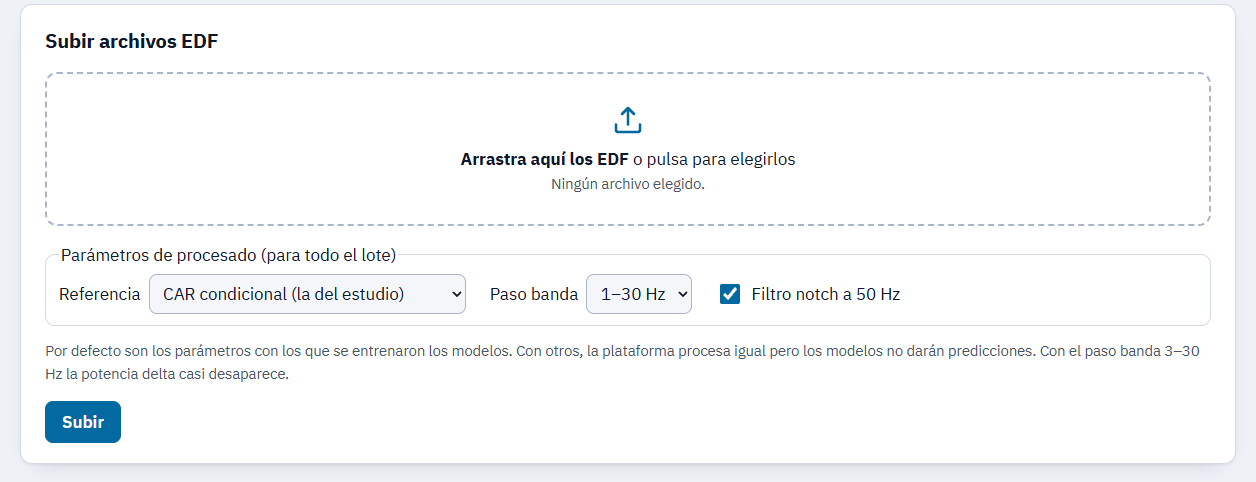 Subir archivos EDF
Arrastra aquí los EDF o pulsa para elegirlos
Ningún archivo elegido.
Parámetros de procesado (para todo el lote)
Referencia CAR condicional (la del estudio) Paso banda 1–30 Hz Filtro notch a 50 Hz
Por defecto son los parámetros con los que se entrenaron los modelos. Con otros, la plataforma procesa igual pero los modelos no darán predicciones. Con el paso banda 3–30
Hz la potencia delta casi desaparece.
Subir